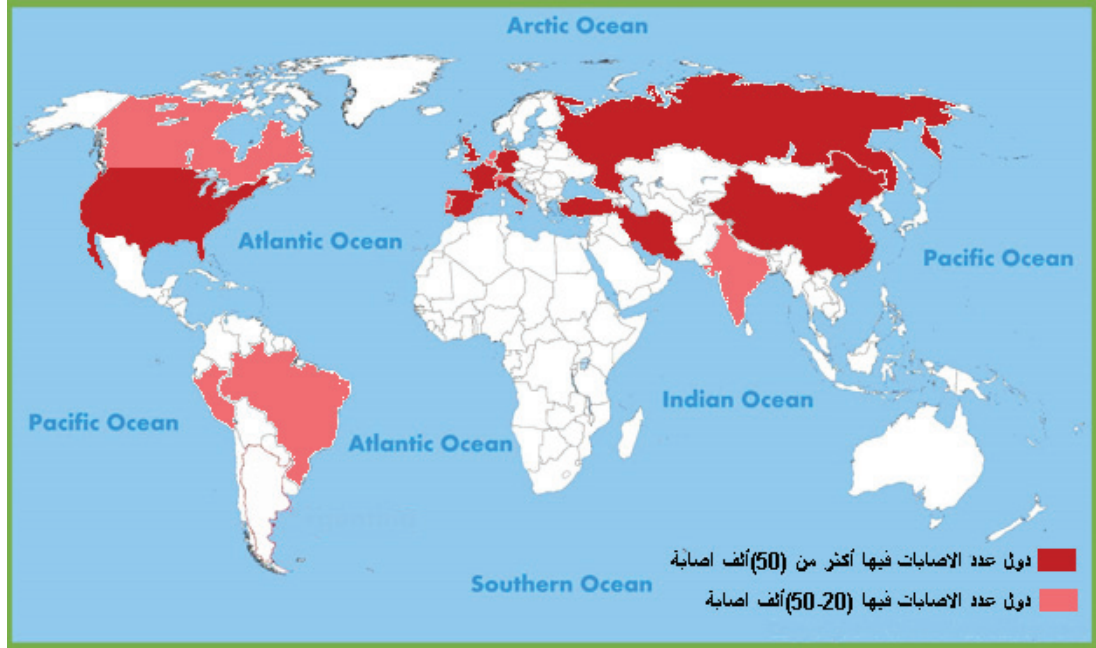 Arctic Ocean
Atlantic Ocean
Pacific Ocean
Indian Ocean
Pacific Ocean
Atlantic Ocean
دول عدد الاصابات فيها أكثر من (50)ألف اصابة
Southern Ocean
دول عدد الاصابات فيها (20-50)ألف اصابة